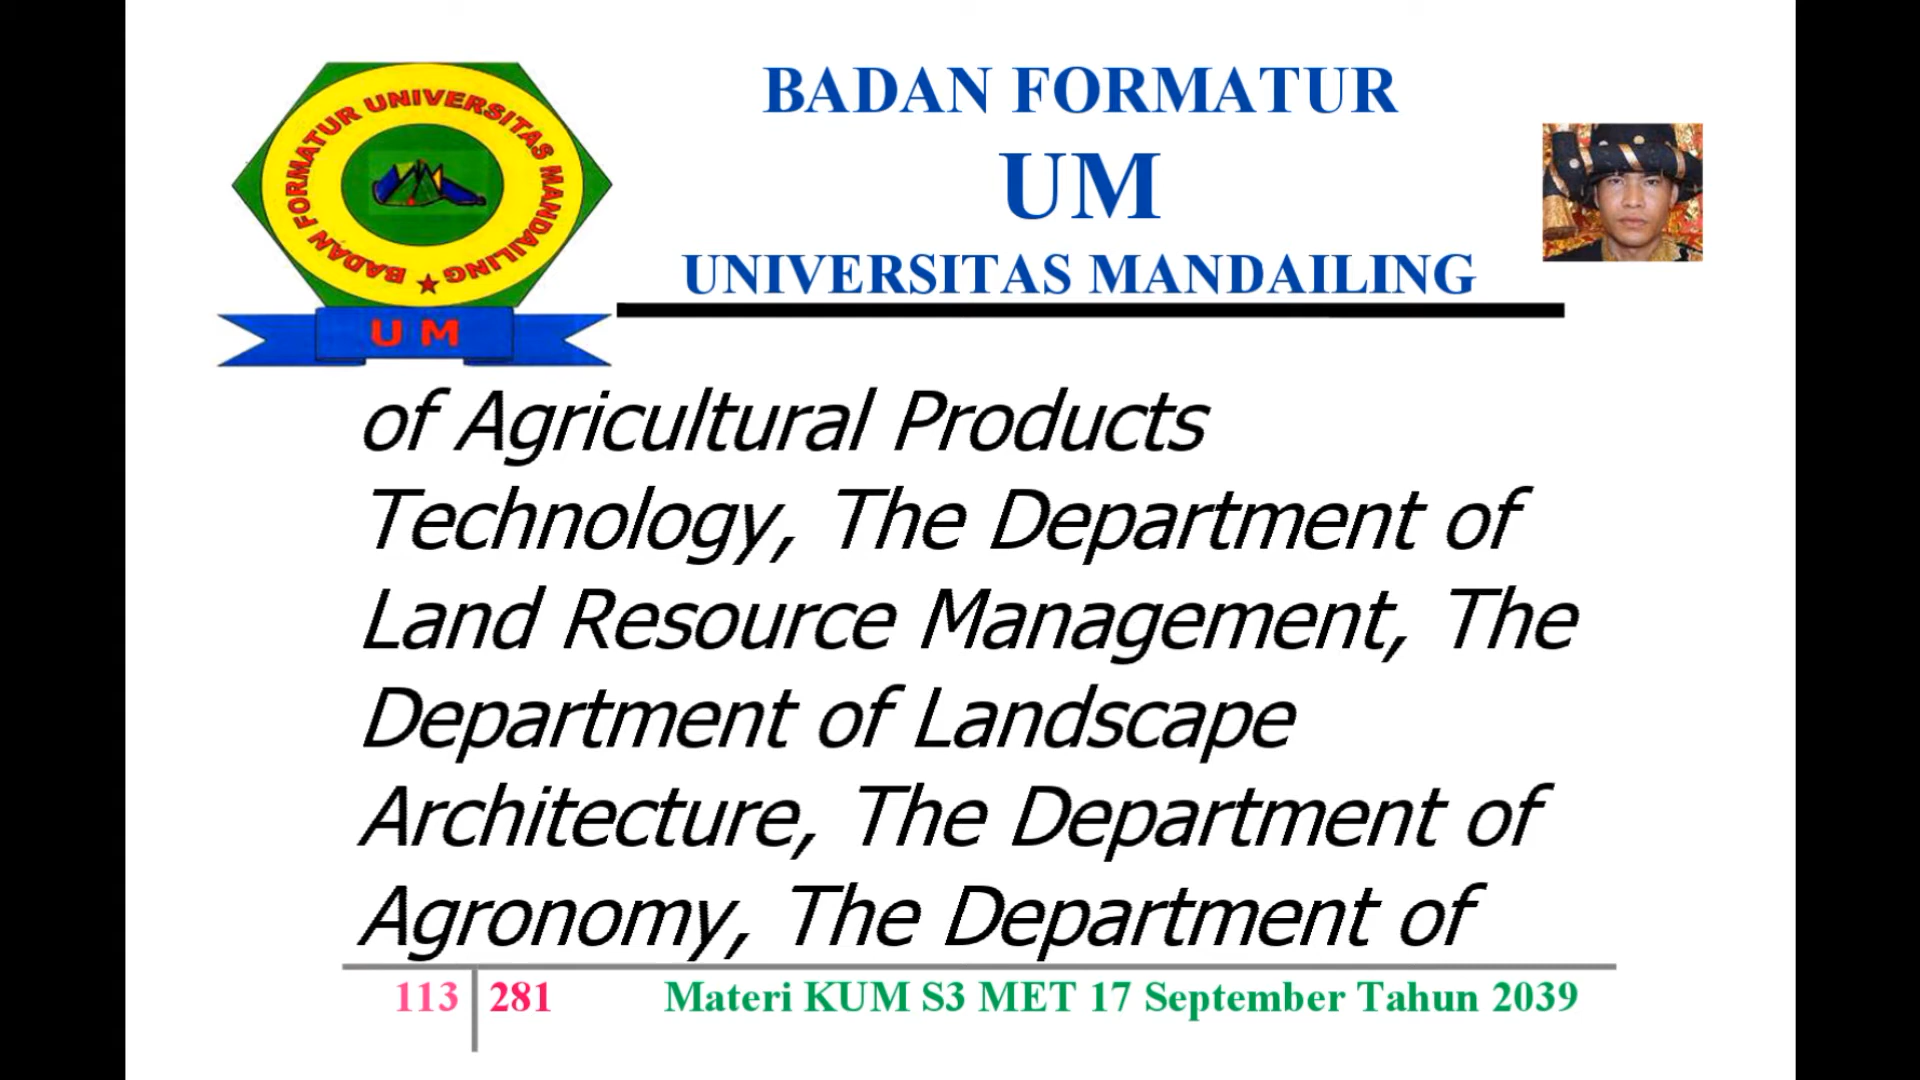 BADAN FORMATUR UNIVERSITAS MANDAILING
U M
BADAN FORMATUR
UM
UNIVERSITAS MANDAILING
of Agricultural Products
Technology, The Department of
Land Resource Management, The
Department of Landscape
Architecture, The Department of
Agronomy, The Department of
113 281 Materi KUM S3 MET 17 September Tahun 2039